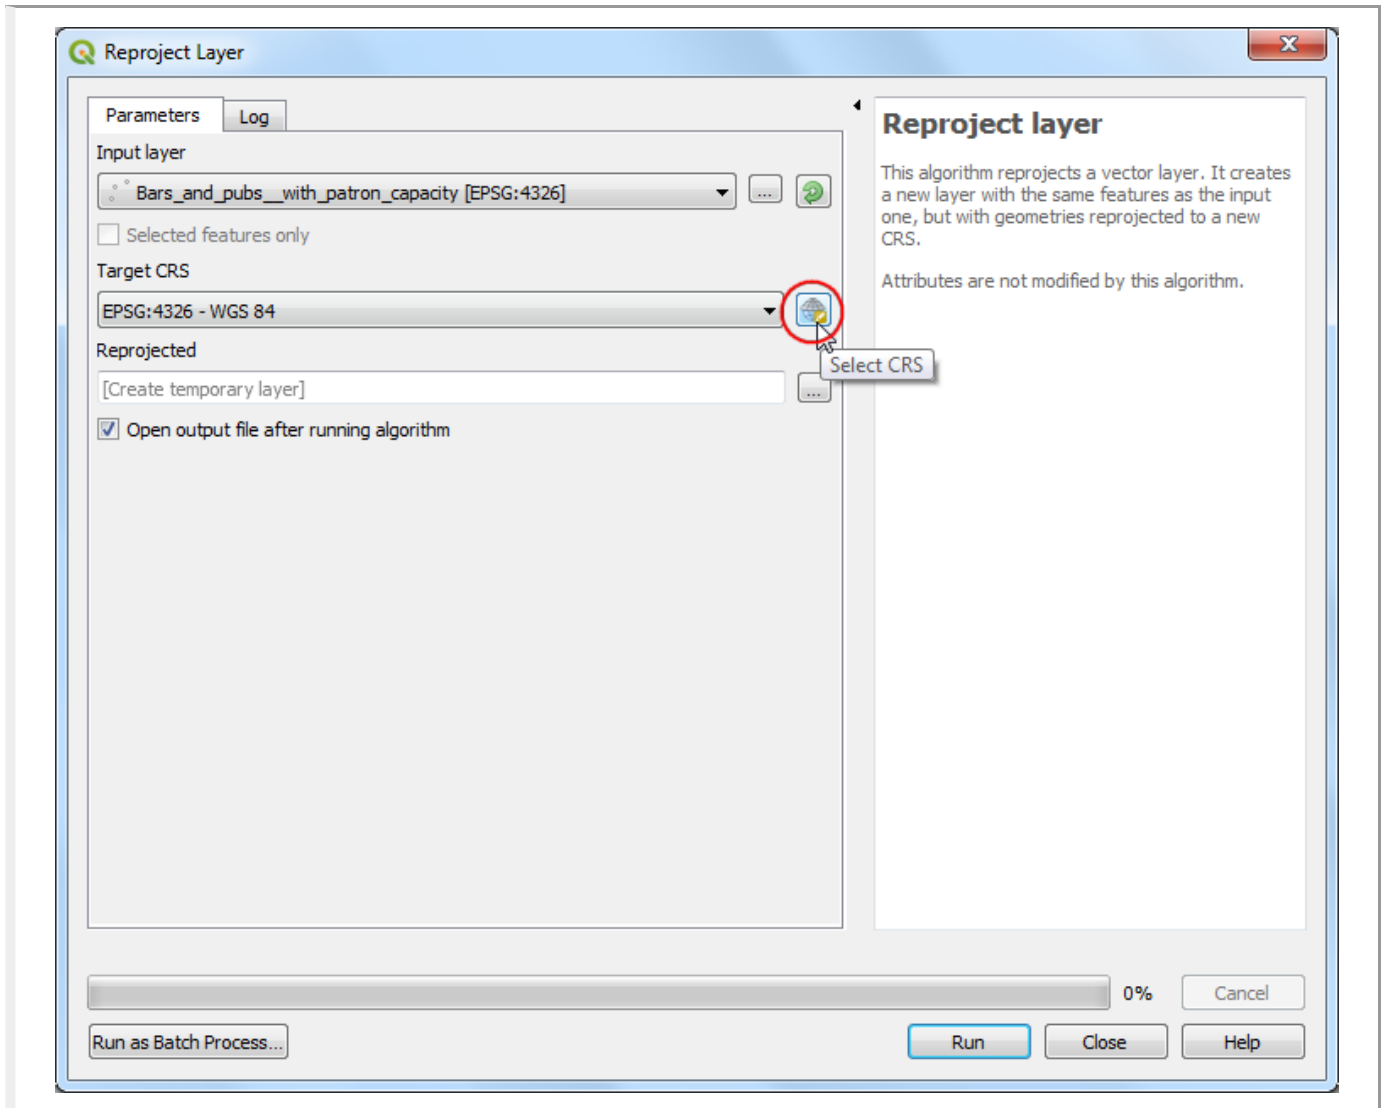 Reproject Layer
Parameters
Log
Input layer
Bars_and_pubs__with_patron_capacity [EPSG:4326]
...
Selected features only
Target CRS
EPSG:4326 - WGS 84
Select CRS
Reprojected
[Create temporary layer]
...
Open output file after running algorithm
Reproject layer
This algorithm reprojects a vector layer. It creates
a new layer with the same features as the input
one, but with geometries reprojected to a new
CRS.
Attributes are not modified by this algorithm.
0%
Cancel
Run as Batch Process...
Run
Close
Help